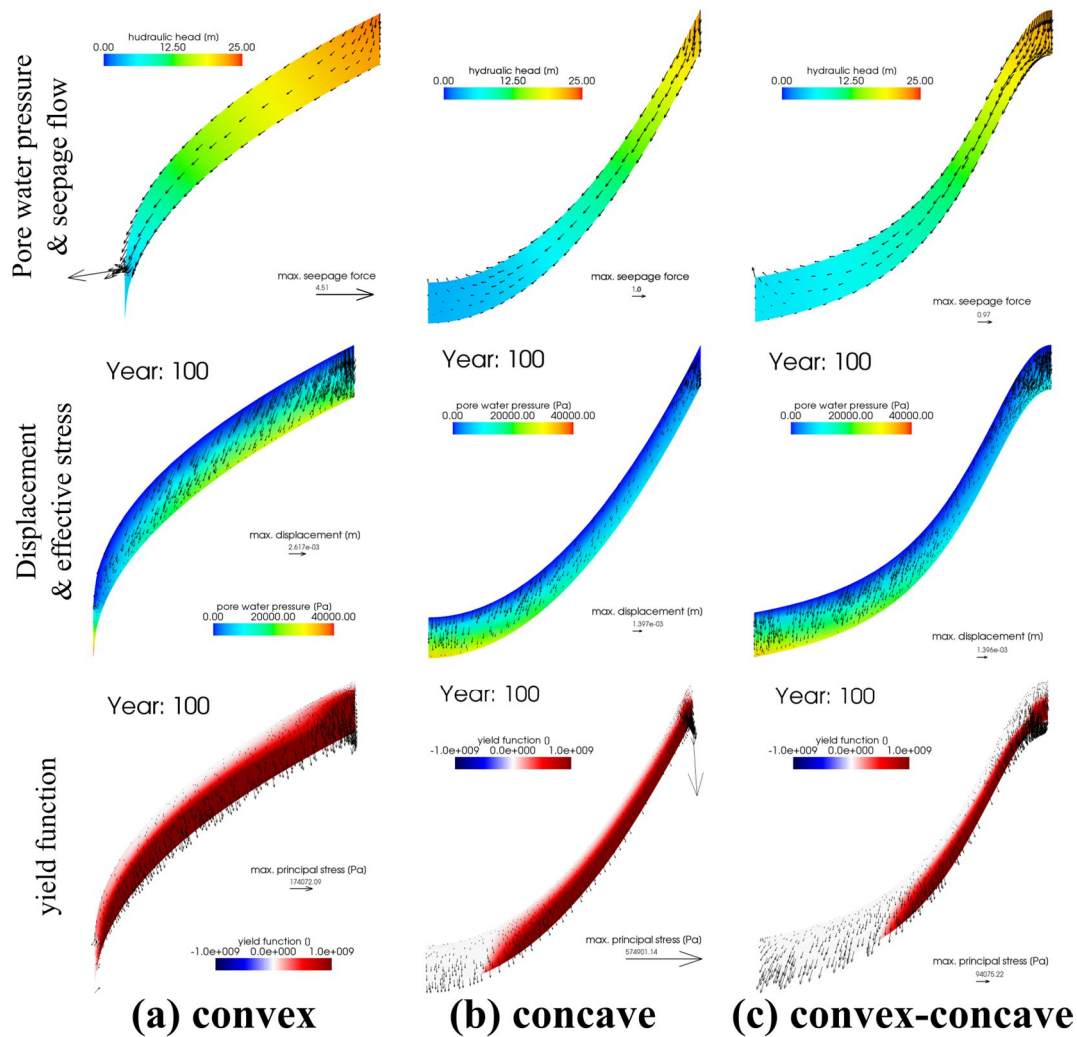 Pore water pressure
& seepage flow
hudraulic head (m)
0.00 12.50 25.00
max. seepage force
4.51
hydryalic head (m)
0.00 12.50 25.00
max. seepage force
1.0
hydraulic head (m)
0.00 12.50 25.00
max. seepage force
0.97
Displacement
& effective stress
Year: 100
max. displacement (m)
2.617e-03
pore water pressure (Pa)
0.00 20000.00 40000.00
Year: 100
pore water pressure (Pa)
0.00 20000.00 40000.00
max. displacement (m)
1.397e-03
Year: 100
pore water pressure (Pa)
0.00 20000.00 40000.00
max. displacement (m)
1.396e-03
yield function
Year: 100
max. principal stress (Pa)
174072.09
yield function ()
-1.0e+009 0.0e+000 1.0e+009
Year: 100
yield function ()
-1.0e+009 0.0e+000 1.0e+009
max. principal stress (Pa)
574901.14
Year: 100
yield function ()
-1.0e+009 0.0e+000 1.0e+009
max. principal stress (Pa)
94075.22
(a) convex
(b) concave
(c) convex-concave